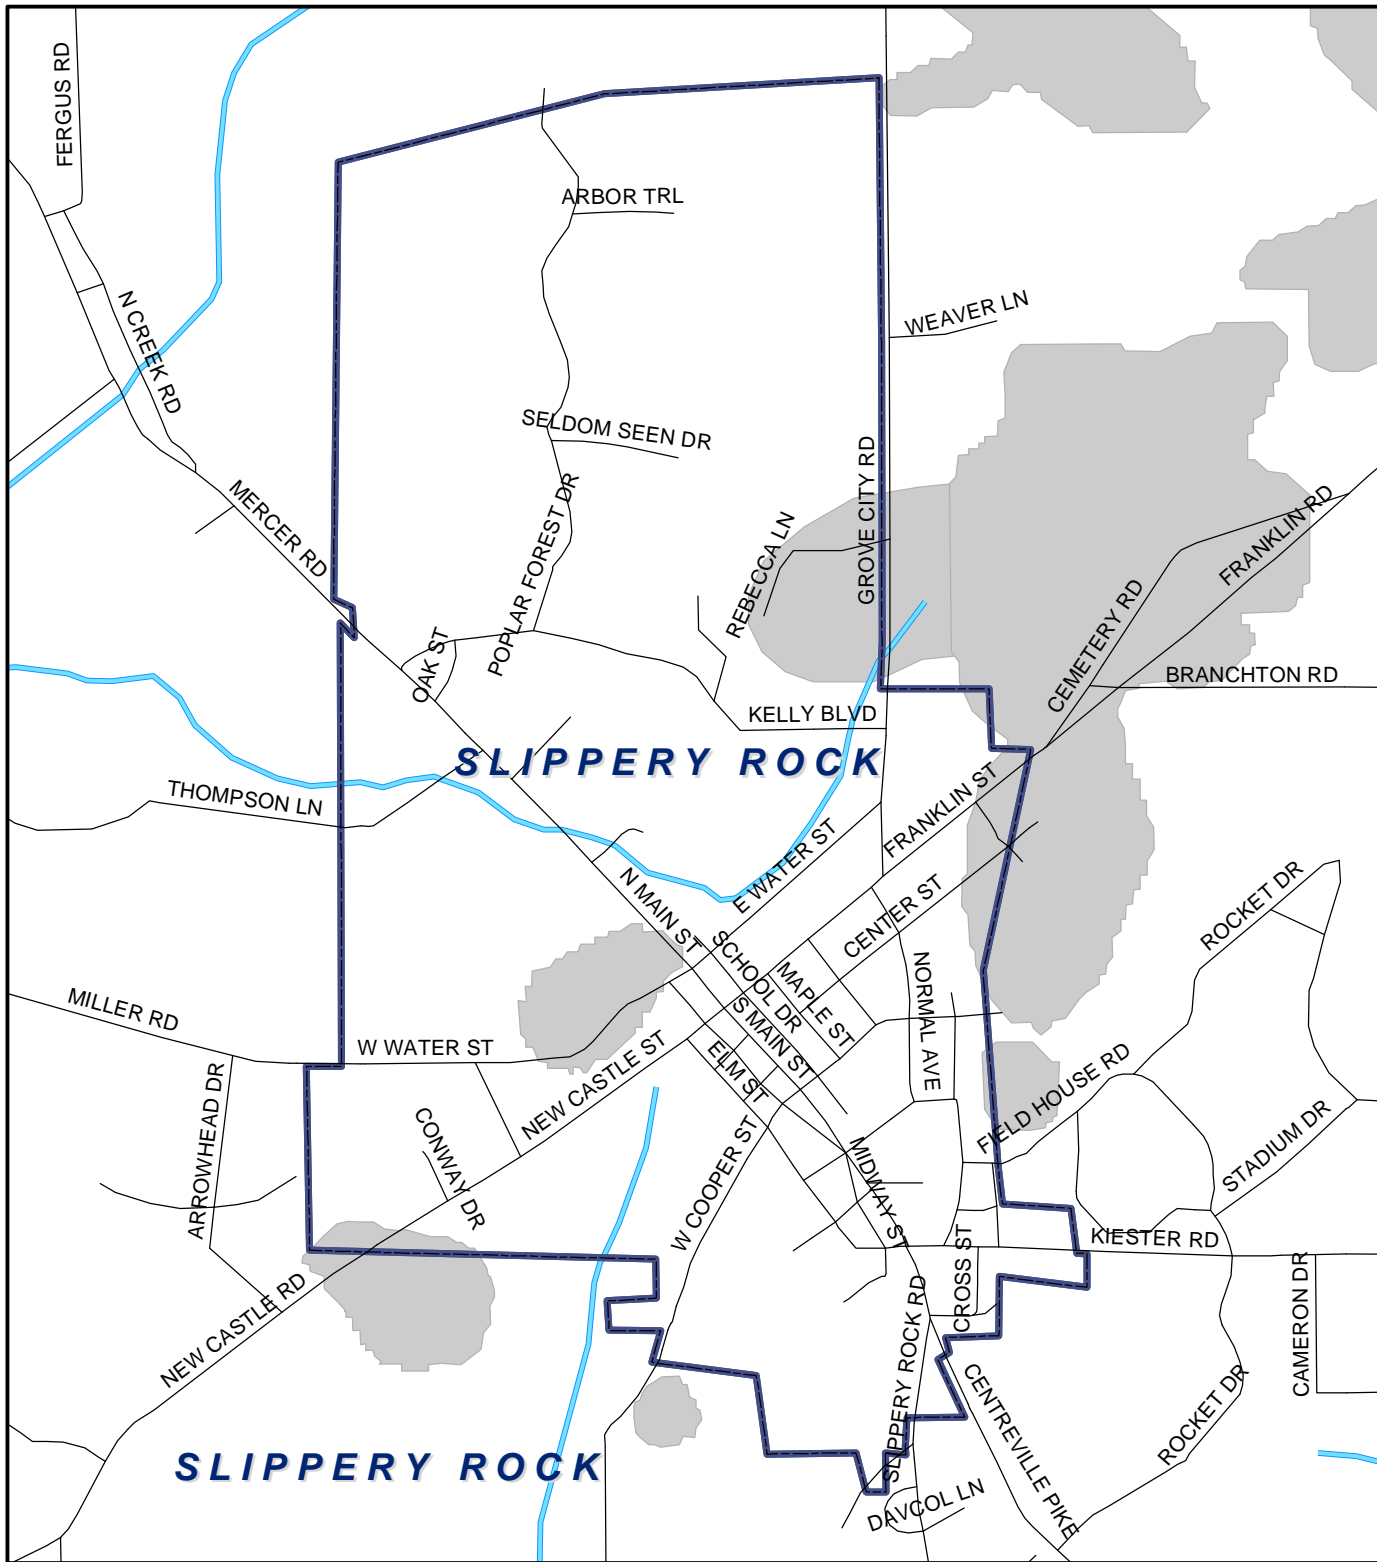 FERGUS RD
ARBOR TRL
N CREEK RD
WEAVER LN
SELDOM SEEN DR
MERCER RD
POPLAR FOREST DR
REBECCA LN
GROVE CITY RD
FRANKLIN RD
CEMETERY RD
OAK ST
BRANCHTON RD
KELLY BLVD
SLIPPERY ROCK
THOMPSON LN
FRANKLIN ST
E WATER ST
N MAIN ST
CENTER ST
ROCKET DR
SCHOOL DR
MAPLE ST
NORMAL AVE
MILLER RD
W WATER ST
S MAIN ST
ELM ST
NEW CASTLE ST
ARROWHEAD DR
CONWAY DR
FIELD HOUSE RD
STADIUM DR
W COOPER ST
MIDWAY ST
CROSS ST
KIESTER RD
NEW CASTLE RD
SLIPPERY ROCK RD
CAMERON DR
CENTREVILLE PIKE
ROCKET DR
SLIPPERY ROCK
DAVCOL LN